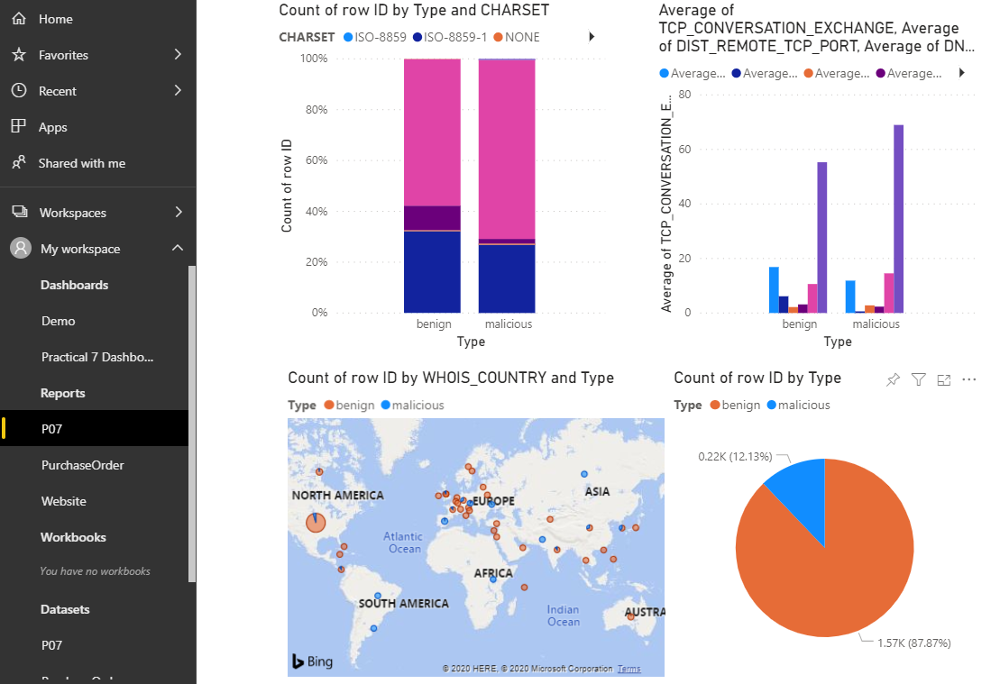 Home
Favorites
Recent
Apps
Shared with me
Workspaces
My workspace
Dashboards
Demo
Practical 7 Dashbo...
Reports
P07
PurchaseOrder
Website
Workbooks
You have no workbooks
Datasets
P07
Count of row ID by Type and CHARSET
CHARSET ISO-8859 ISO-8859-1 NONE
100%
80%
60%
40%
20%
0%
Count of row ID
benign malicious
Type
Average of
TCP_CONVERSATION_EXCHANGE, Average
of DIST_REMOTE_TCP_PORT, Average of DN...
Average... Average... Average... Average...
80
60
40
20
0
Average of TCP_CONVERSATION_E...
benign malicious
Type
Count of row ID by WHOIS_COUNTRY and Type
Type benign malicious
NORTH AMERICA
EUROPE
ASIA
Atlantic
Ocean
AFRICA
SOUTH AMERICA
Indian
Ocean
AUSTRA
Bing
© 2020 HERE, © 2020 Microsoft Corporation Terms
Count of row ID by Type
Type benign malicious
0.22K (12.13%)
1.57K (87.87%)